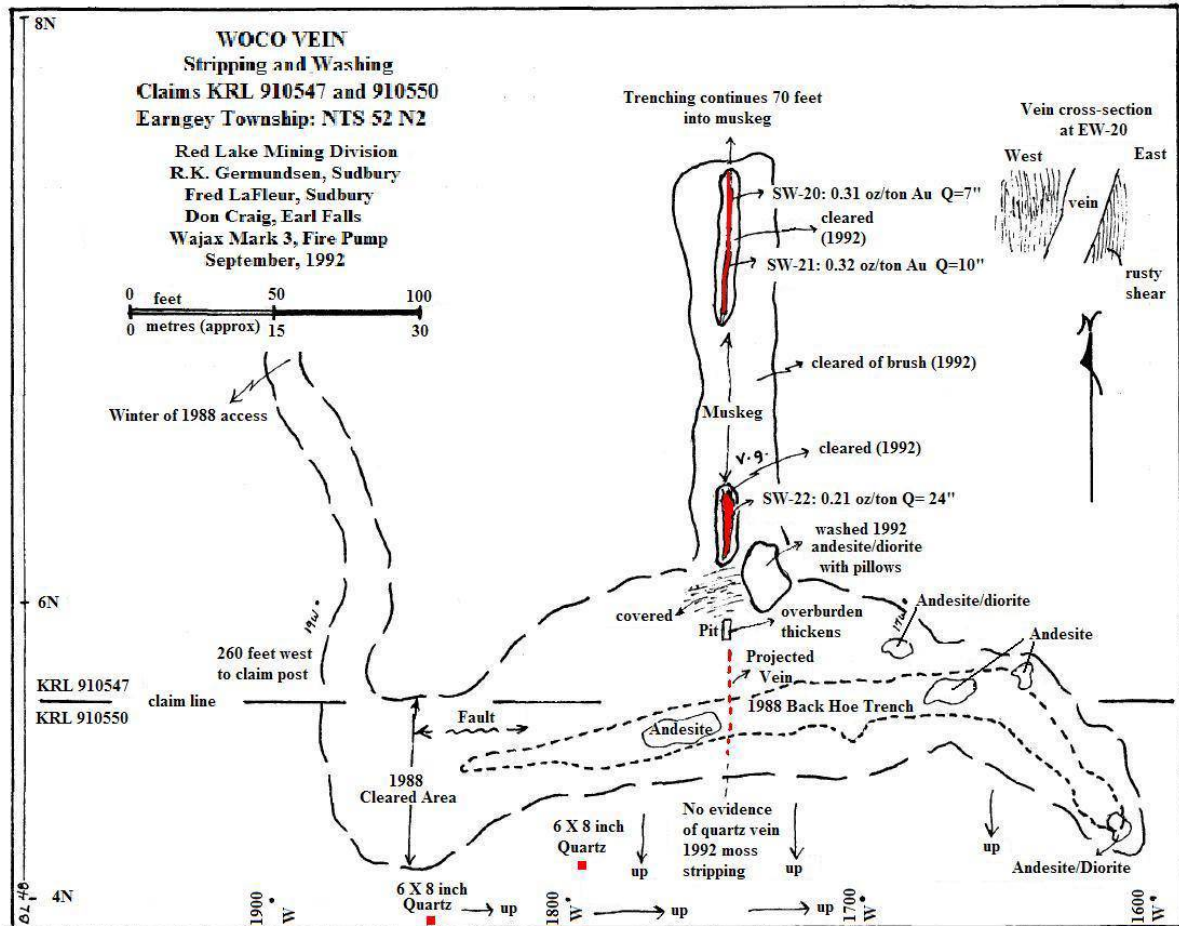 8N
WOCO VEIN
Stripping and Washing
Claims KRL 910547 and 910550
Earngey Township: NTS 52 N2
Red Lake Mining Division
R.K. Germundsen, Sudbury
Fred LaFleur, Sudbury
Don Craig, Earl Falls
Wajax Mark 3, Fire Pump
September, 1992
0 feet 50 100
0 metres (approx) 15 30
Trenching continues 70 feet
into muskeg
Vein cross-section
at EW-20
West East
vein
rusty
shear
SW-20: 0.31 oz/ton Au Q=7"
cleared
(1992)
SW-21: 0.32 oz/ton Au Q=10"
N
cleared of brush (1992)
Winter of 1988 access
Muskeg
v.g.
cleared (1992)
SW-22: 0.21 oz/ton Q= 24"
washed 1992
andesite/diorite
with pillows
6N
19W
covered
Pit
overburden
thickens
17W
Andesite/diorite
Andesite
260 feet west
to claim post
Projected
Vein
KRL 910547
claim line
KRL 910550
Fault
1988 Back Hoe Trench
Andesite
1988
Cleared Area
No evidence
of quartz vein
1992 moss
stripping
6 X 8 inch
Quartz
up
up
up
Andesite/Diorite
6 X 8 inch
Quartz
BL 48
4N
1900
W
up
1800
W
up
up
1700
W
1600
W